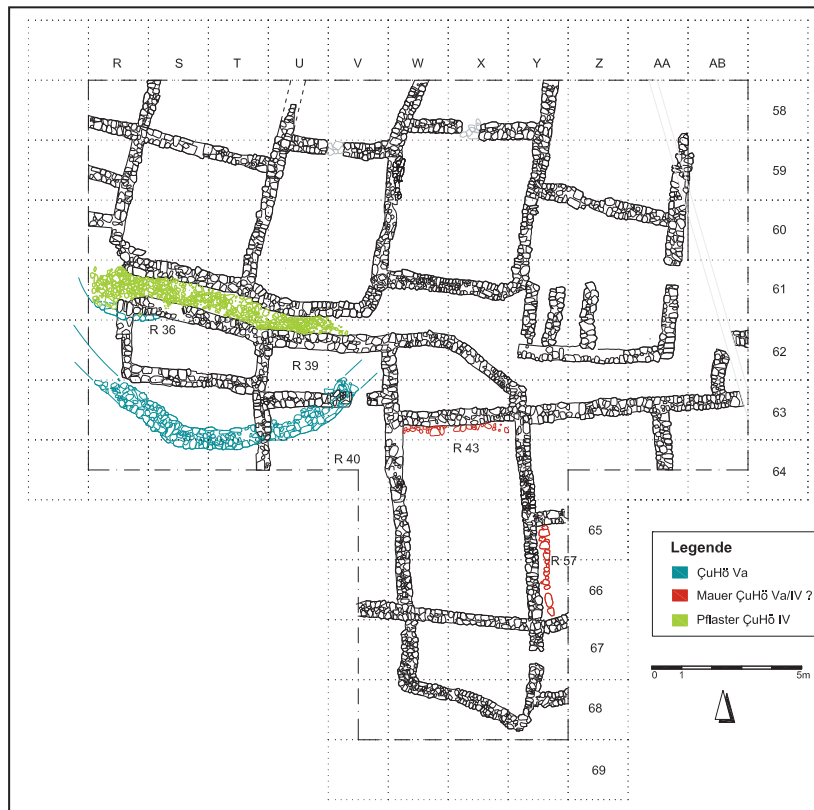 R S T U V W X Y Z AA AB
58
59
60
61
R 36
62
R 39
63
R 43
R 40
64
65
R 57
66
67
68
69
Legende
ÇuHö Va
Mauer ÇuHö Va/IV ?
Pflaster ÇuHö IV
0 1 5m